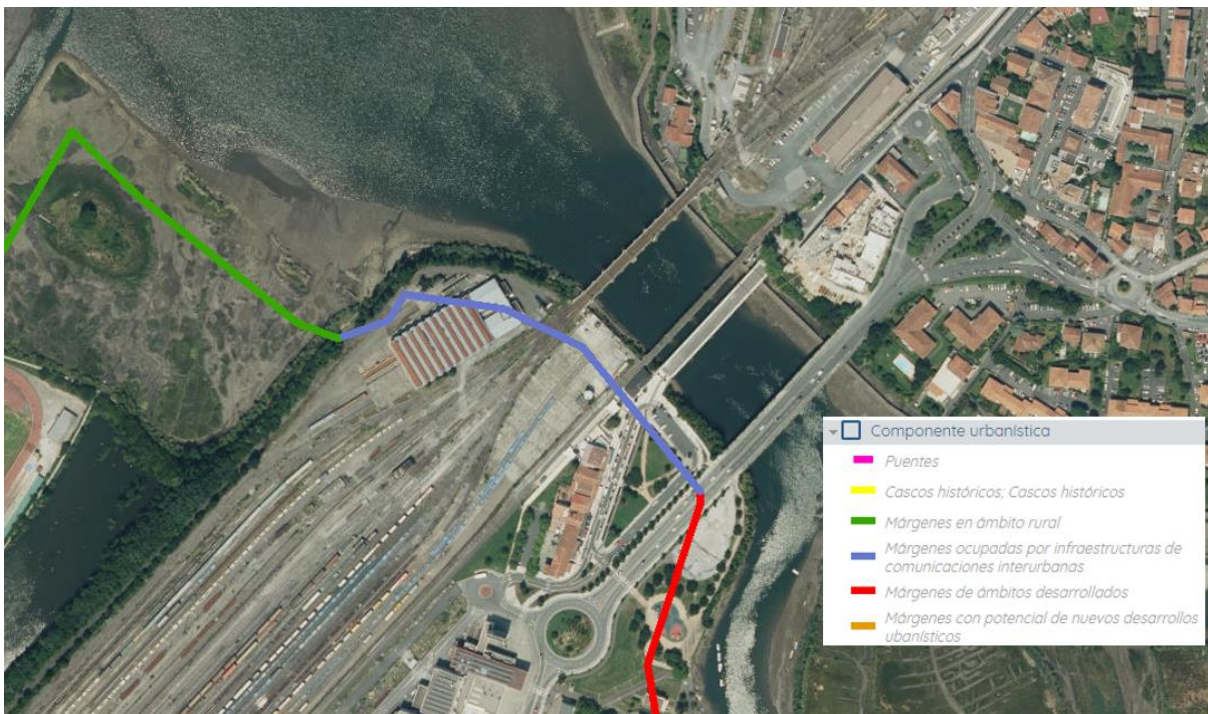 Componente urbanística
Puentes
Cascos históricos; Cascos históricos
Márgenes en ámbito rural
Márgenes ocupadas por infraestructuras de
comunicaciones interurbanas
Márgenes de ámbitos desarrollados
Márgenes con potencial de nuevos desarrollos
ubanísticos